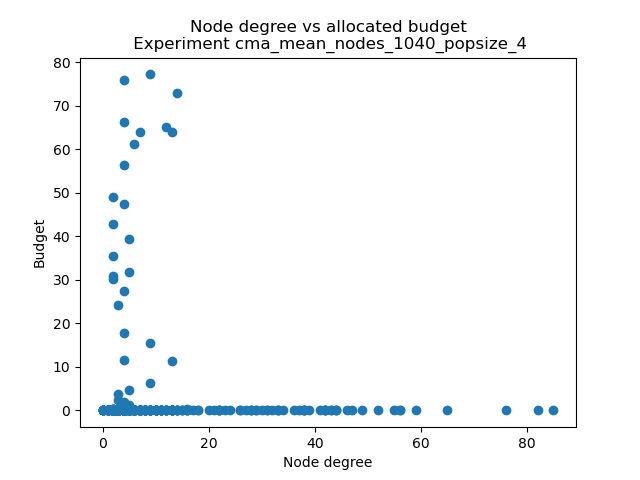 Node degree vs allocated budget
Experiment cma_mean_nodes_1040_popsize_4
80
70
60
50
40
30
20
10
0
Budget
0 20 40 60 80
Node degree